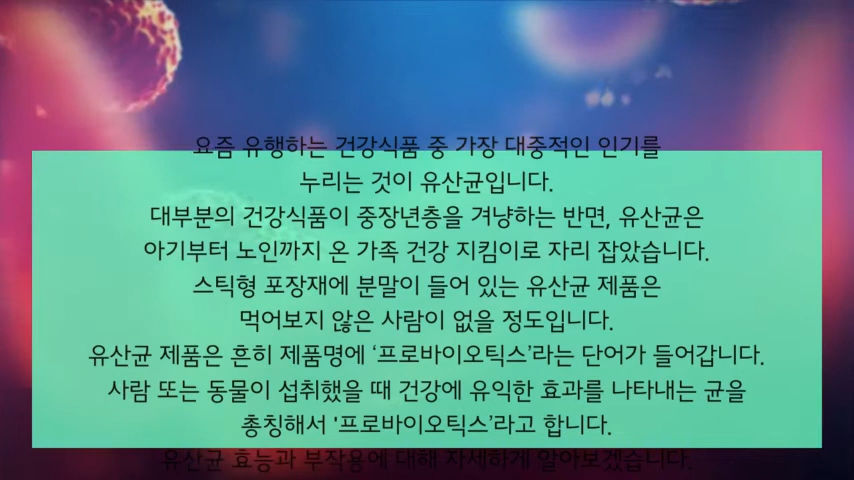 요즘 유행하는 건강식품 중 가장 대중적인 인기를
누리는 것이 유산균입니다.
대부분의 건강식품이 중장년층을 겨냥하는 반면, 유산균은
아기부터 노인까지 온 가족 건강 지킴이로 자리 잡았습니다.
스틱형 포장재에 분말이 들어 있는 유산균 제품은
먹어보지 않은 사람이 없을 정도입니다.
유산균 제품은 흔히 제품명에 ‘프로바이오틱스’라는 단어가 들어갑니다.
사람 또는 동물이 섭취했을 때 건강에 유익한 효과를 나타내는 균을
총칭해서 '프로바이오틱스’라고 합니다.
유산균 효능과 부작용에 대해 자세하게 알아보겠습니다.